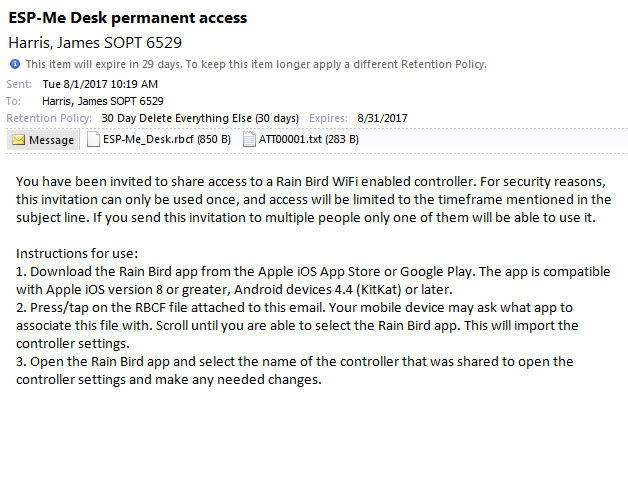 ESP-Me Desk permanent access
Harris, James SOPT 6529
This item will expire in 29 days. To keep this item longer apply a different Retention Policy.
Sent: Tue 8/1/2017 10:19 AM
To: Harris, James SOPT 6529
Retention Policy: 30 Day Delete Everything Else (30 days) Expires: 8/31/2017
Message ESP-Me_Desk.rbcf (850 B) ATT00001.txt (283 B)
You have been invited to share access to a Rain Bird WiFi enabled controller. For security reasons,
this invitation can only be used once, and access will be limited to the timeframe mentioned in the
subject line. If you send this invitation to multiple people only one of them will be able to use it.
Instructions for use:
1. Download the Rain Bird app from the Apple iOS App Store or Google Play. The app is compatible
with Apple iOS version 8 or greater, Android devices 4.4 (KitKat) or later.
2. Press/tap on the RBCF file attached to this email. Your mobile device may ask what app to
associate this file with. Scroll until you are able to select the Rain Bird app. This will import the
controller settings.
3. Open the Rain Bird app and select the name of the controller that was shared to open the
controller settings and make any needed changes.